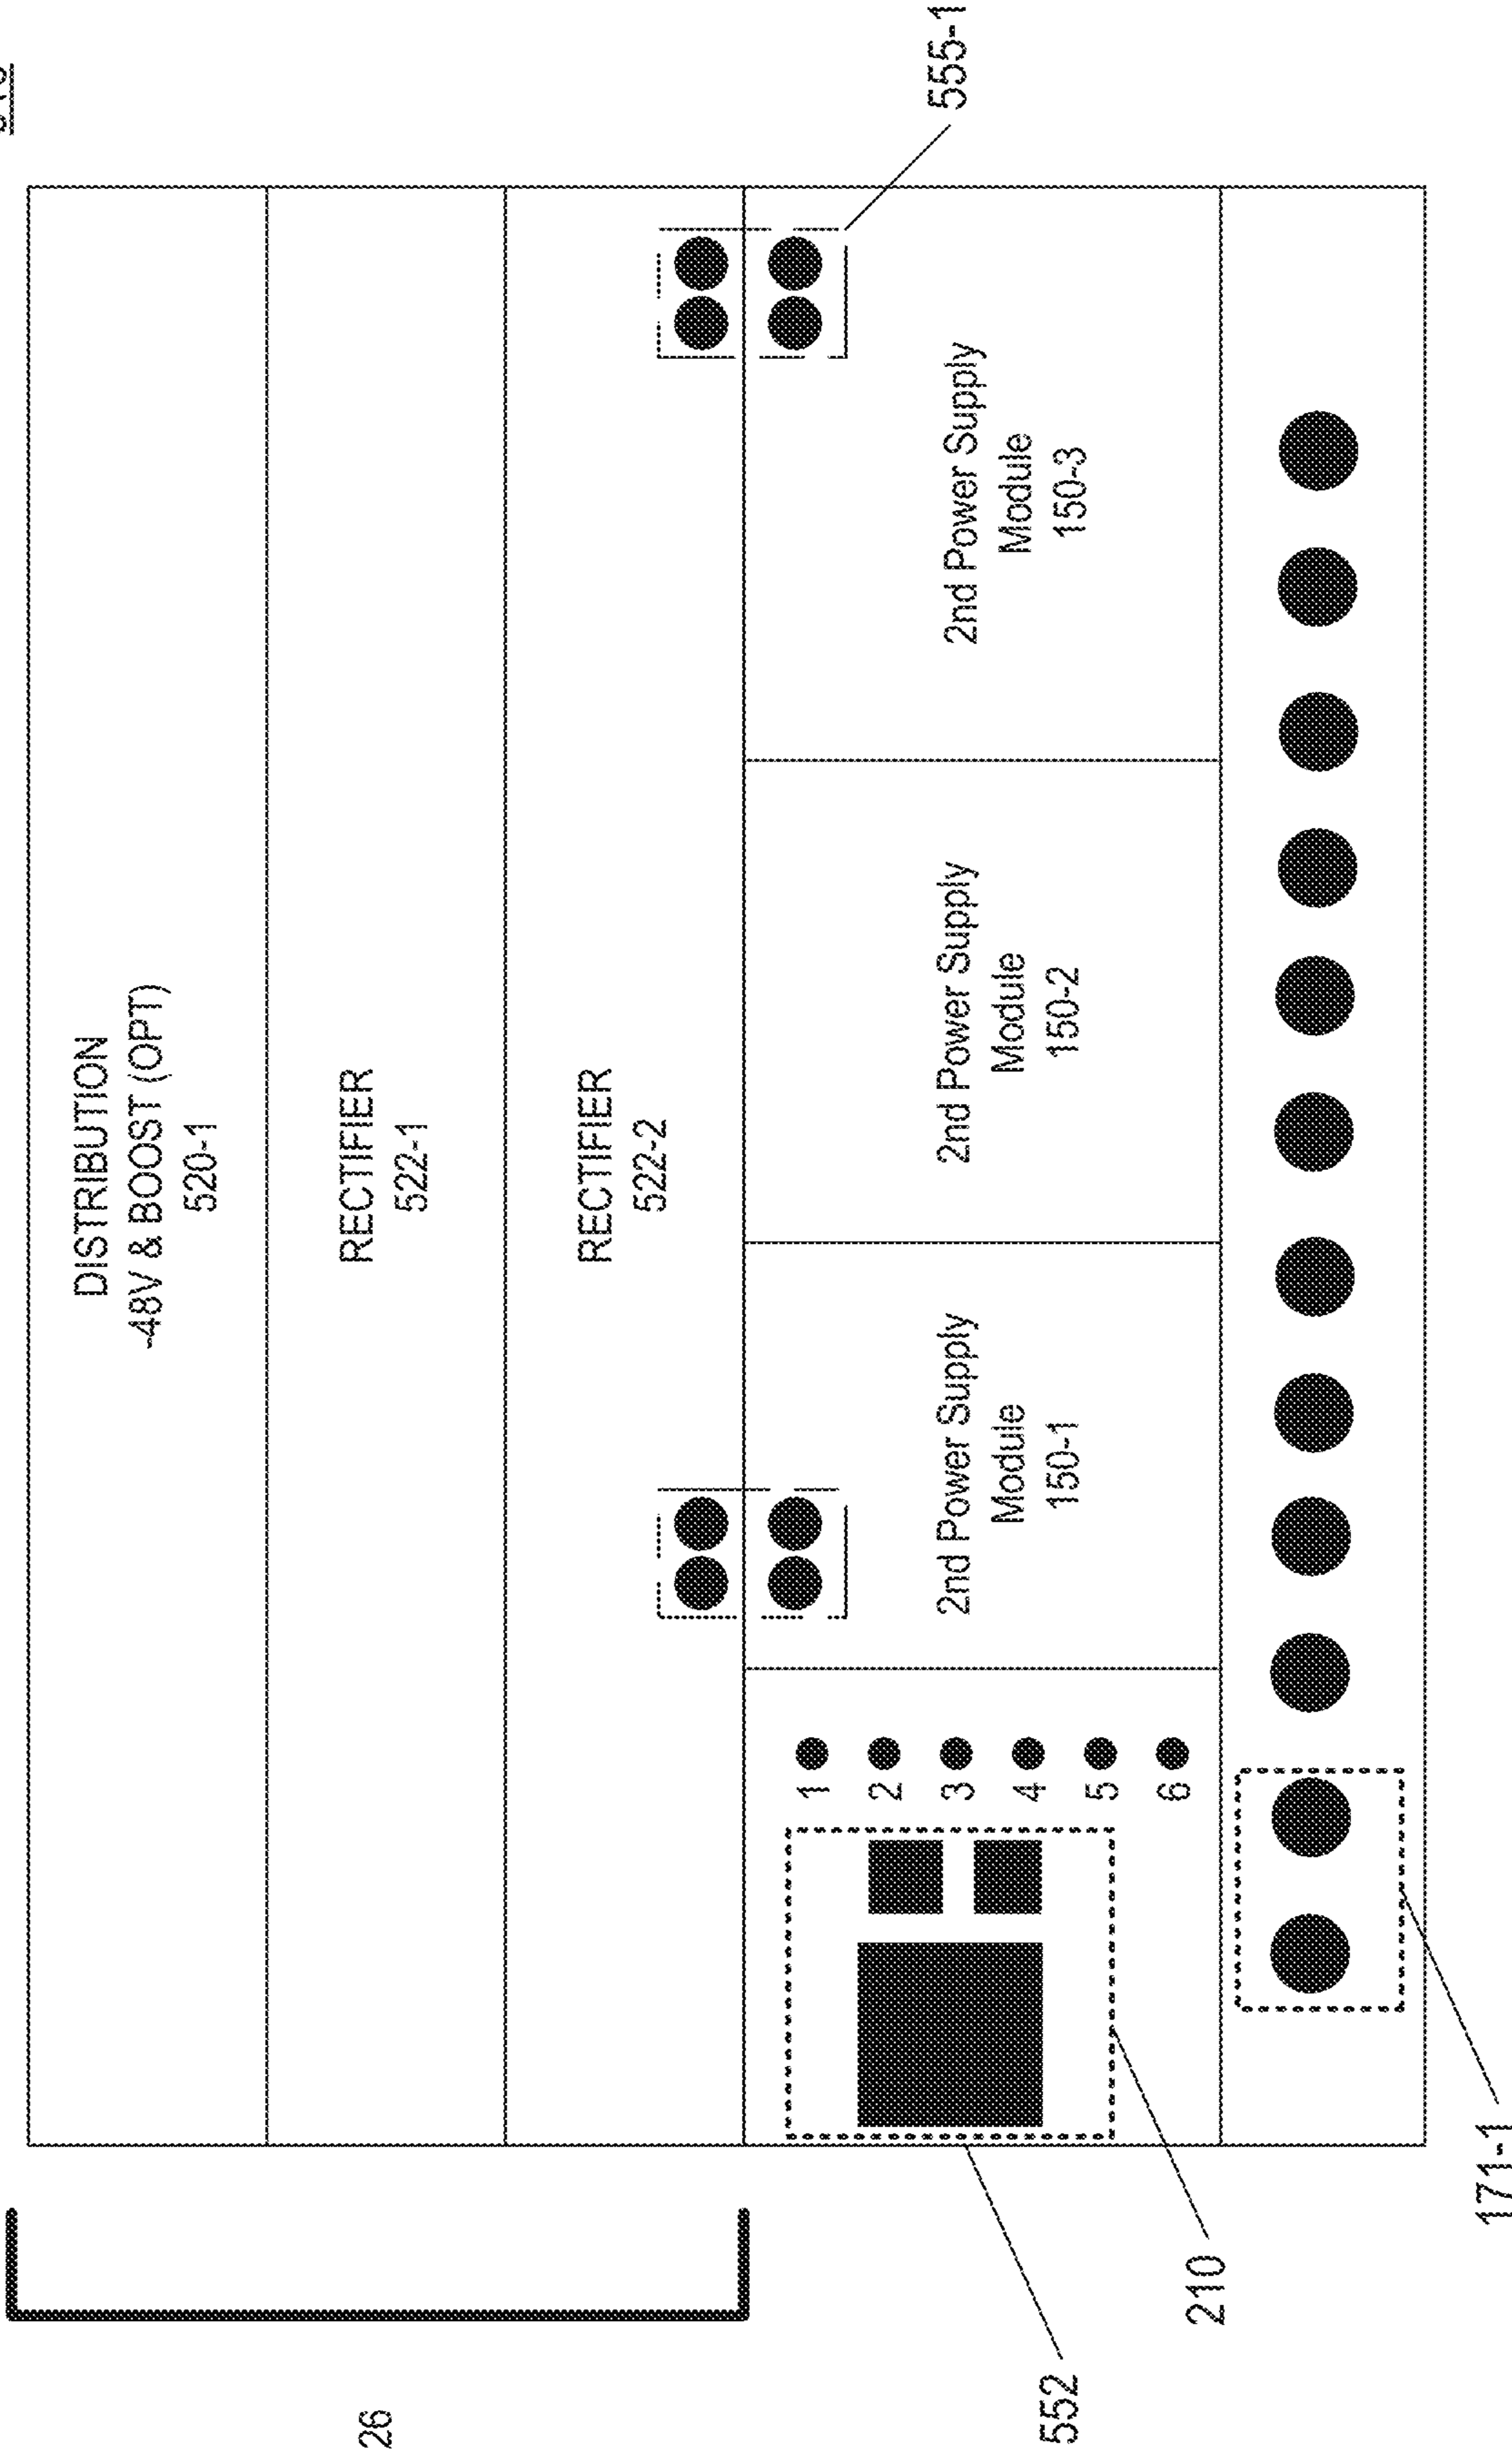 DISTRIBUTION
-48V & BOOST (OPT)
520-1
RECTIFIER
522-1
RECTIFIER
522-2
26
555-1
552
210
1
2
3
4
5
6
2nd Power Supply
Module
150-1
2nd Power Supply
Module
150-2
2nd Power Supply
Module
150-3
171-1